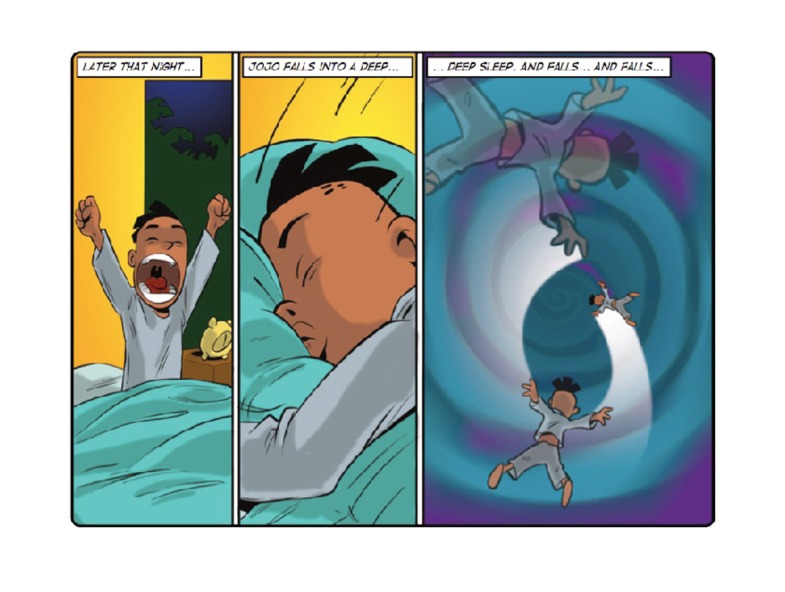 LATER THAT NIGHT...
JOJO FALLS INTO A DEEP...
... DEEP SLEEP. AND FALLS... AND FALLS...